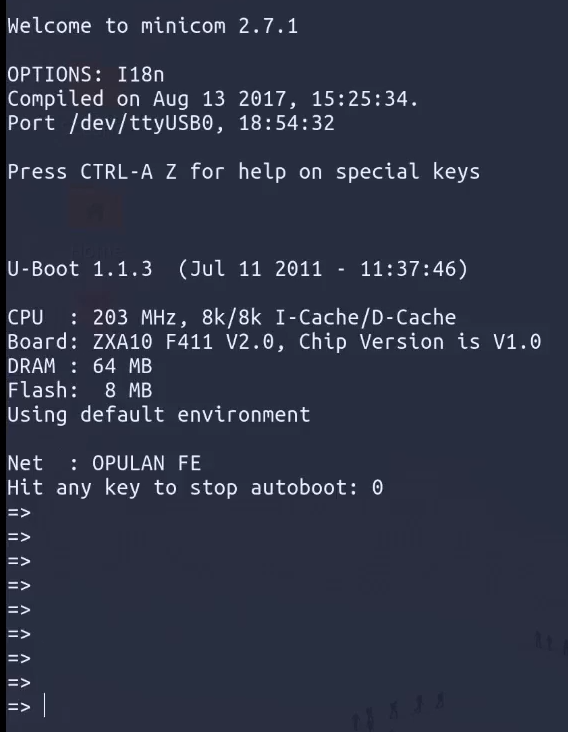 Welcome to minicom 2.7.1
OPTIONS: I18n
Compiled on Aug 13 2017, 15:25:34.
Port /dev/ttyUSB0, 18:54:32
Press CTRL-A Z for help on special keys
U-Boot 1.1.3  (Jul 11 2011 - 11:37:46)
CPU  : 203 MHz, 8k/8k I-Cache/D-Cache
Board: ZXA10 F411 V2.0, Chip Version is V1.0
DRAM : 64 MB
Flash:  8 MB
Using default environment
Net  : OPULAN FE
Hit any key to stop autoboot: 0
=>
=>
=>
=>
=>
=>
=>
=>
=>